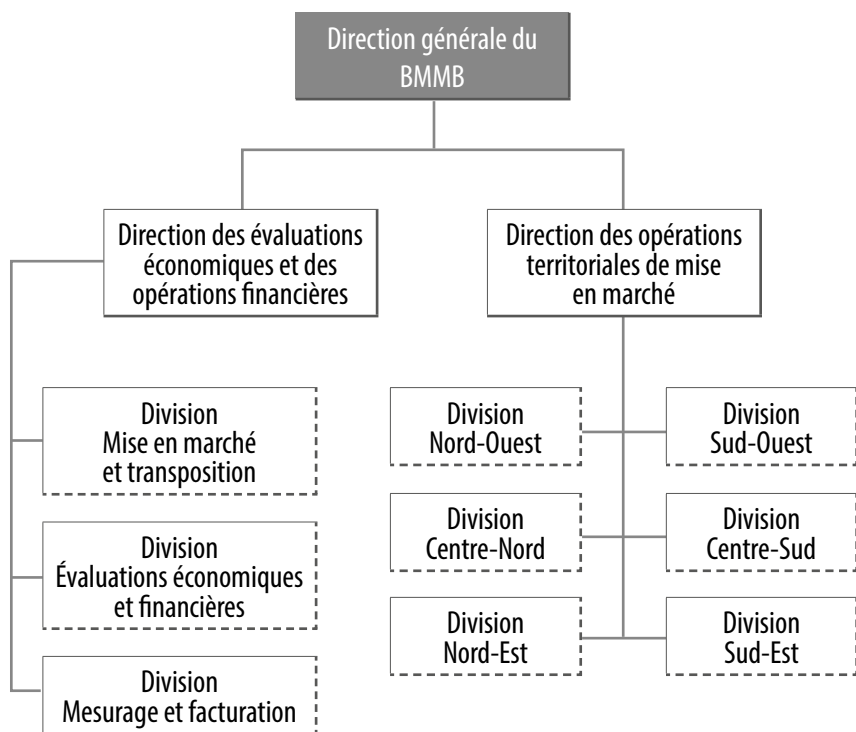 Direction générale du
BMMB
Direction des évaluations
économiques et des
opérations financières
Direction des opérations
territoriales de mise
en marché
Division
Mise en marché
et transposition
Division
Évaluations économiques
et financières
Division
Mesurage et facturation
Division
Nord-Ouest
Division
Sud-Ouest
Division
Centre-Nord
Division
Centre-Sud
Division
Nord-Est
Division
Sud-Est